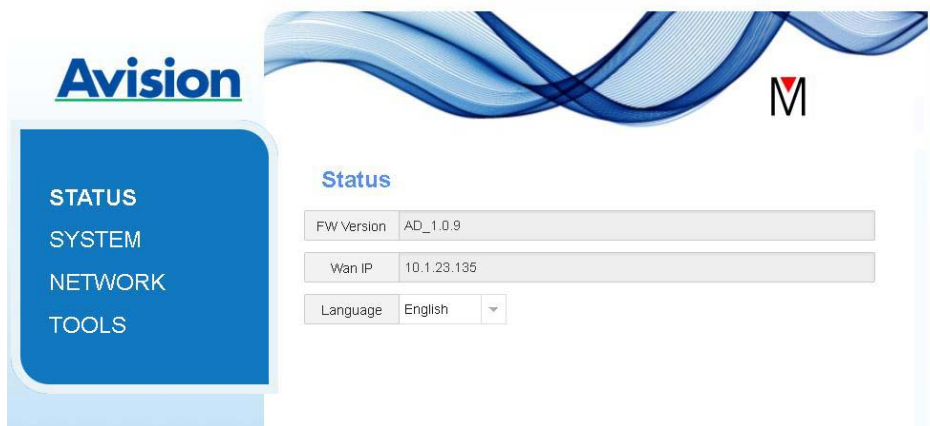 Avision
STATUS
SYSTEM
NETWORK
TOOLS
Status
FW Version AD_1.0.9
Wan IP 10.1.23.135
Language English